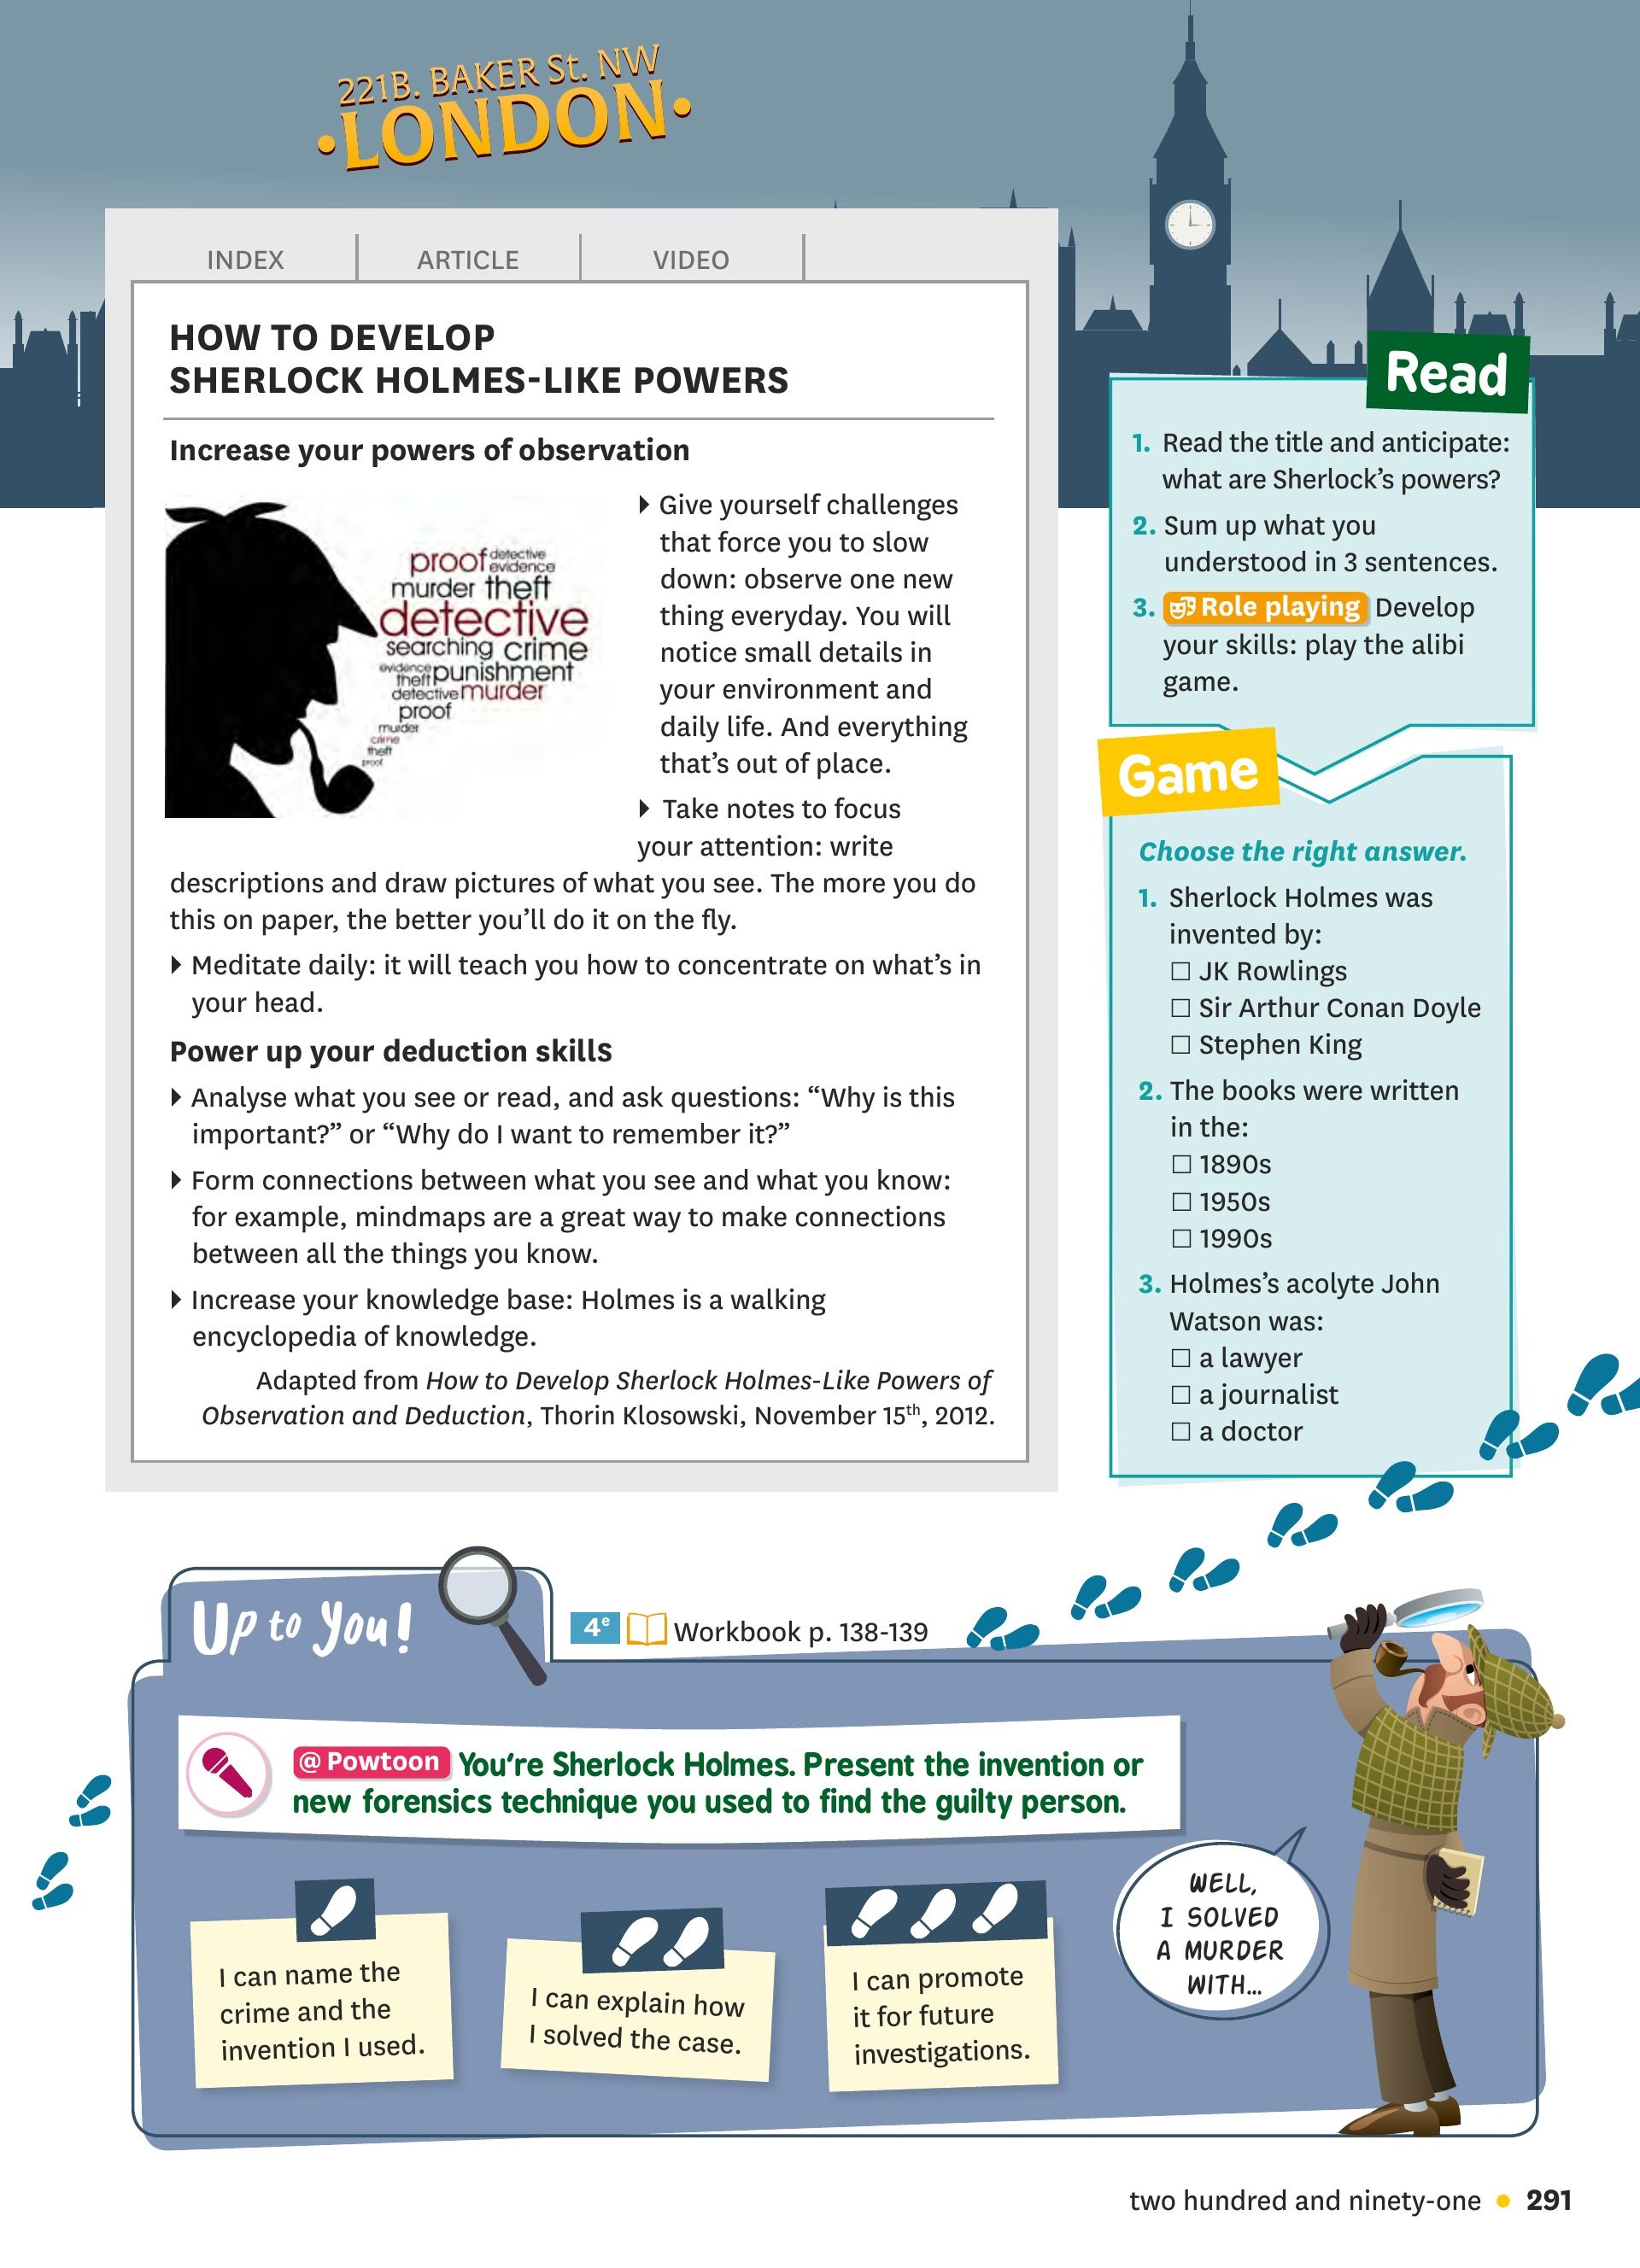 221B. BAKER St. NW
•LONDON•
INDEX
ARTICLE
VIDEO
HOW TO DEVELOP
SHERLOCK HOLMES-LIKE POWERS
Increase your powers of observation
proof detective
evidence
murder theft
detective
searching crime
evidence
theft punishment
detective murder
proof
murder
crime
theft
proof
▶ Give yourself challenges
that force you to slow
down: observe one new
thing everyday. You will
notice small details in
your environment and
daily life. And everything
that's out of place.
▶ Take notes to focus
your attention: write
descriptions and draw pictures of what you see. The more you do
this on paper, the better you'll do it on the fly.
▶ Meditate daily: it will teach you how to concentrate on what's in
your head.
Power up your deduction skills
▶ Analyse what you see or read, and ask questions: “Why is this
important?” or “Why do I want to remember it?”
▶ Form connections between what you see and what you know:
for example, mindmaps are a great way to make connections
between all the things you know.
▶ Increase your knowledge base: Holmes is a walking
encyclopedia of knowledge.
Adapted from How to Develop Sherlock Holmes-Like Powers of
Observation and Deduction, Thorin Klosowski, November 15th, 2012.
Read
1. Read the title and anticipate:
what are Sherlock's powers?
2. Sum up what you
understood in 3 sentences.
3. Role playing Develop
your skills: play the alibi
game.
Game
Choose the right answer.
1. Sherlock Holmes was
invented by:
☐ JK Rowlings
☐ Sir Arthur Conan Doyle
☐ Stephen King
2. The books were written
in the:
☐ 1890s
☐ 1950s
☐ 1990s
3. Holmes's acolyte John
Watson was:
☐ a lawyer
☐ a journalist
☐ a doctor
Up to You!
4e Workbook p. 138-139
@ Powtoon You're Sherlock Holmes. Present the invention or
new forensics technique you used to find the guilty person.
I can name the
crime and the
invention I used.
I can explain how
I solved the case.
I can promote
it for future
investigations.
WELL,
I SOLVED
A MURDER
WITH...
two hundred and ninety-one • 291